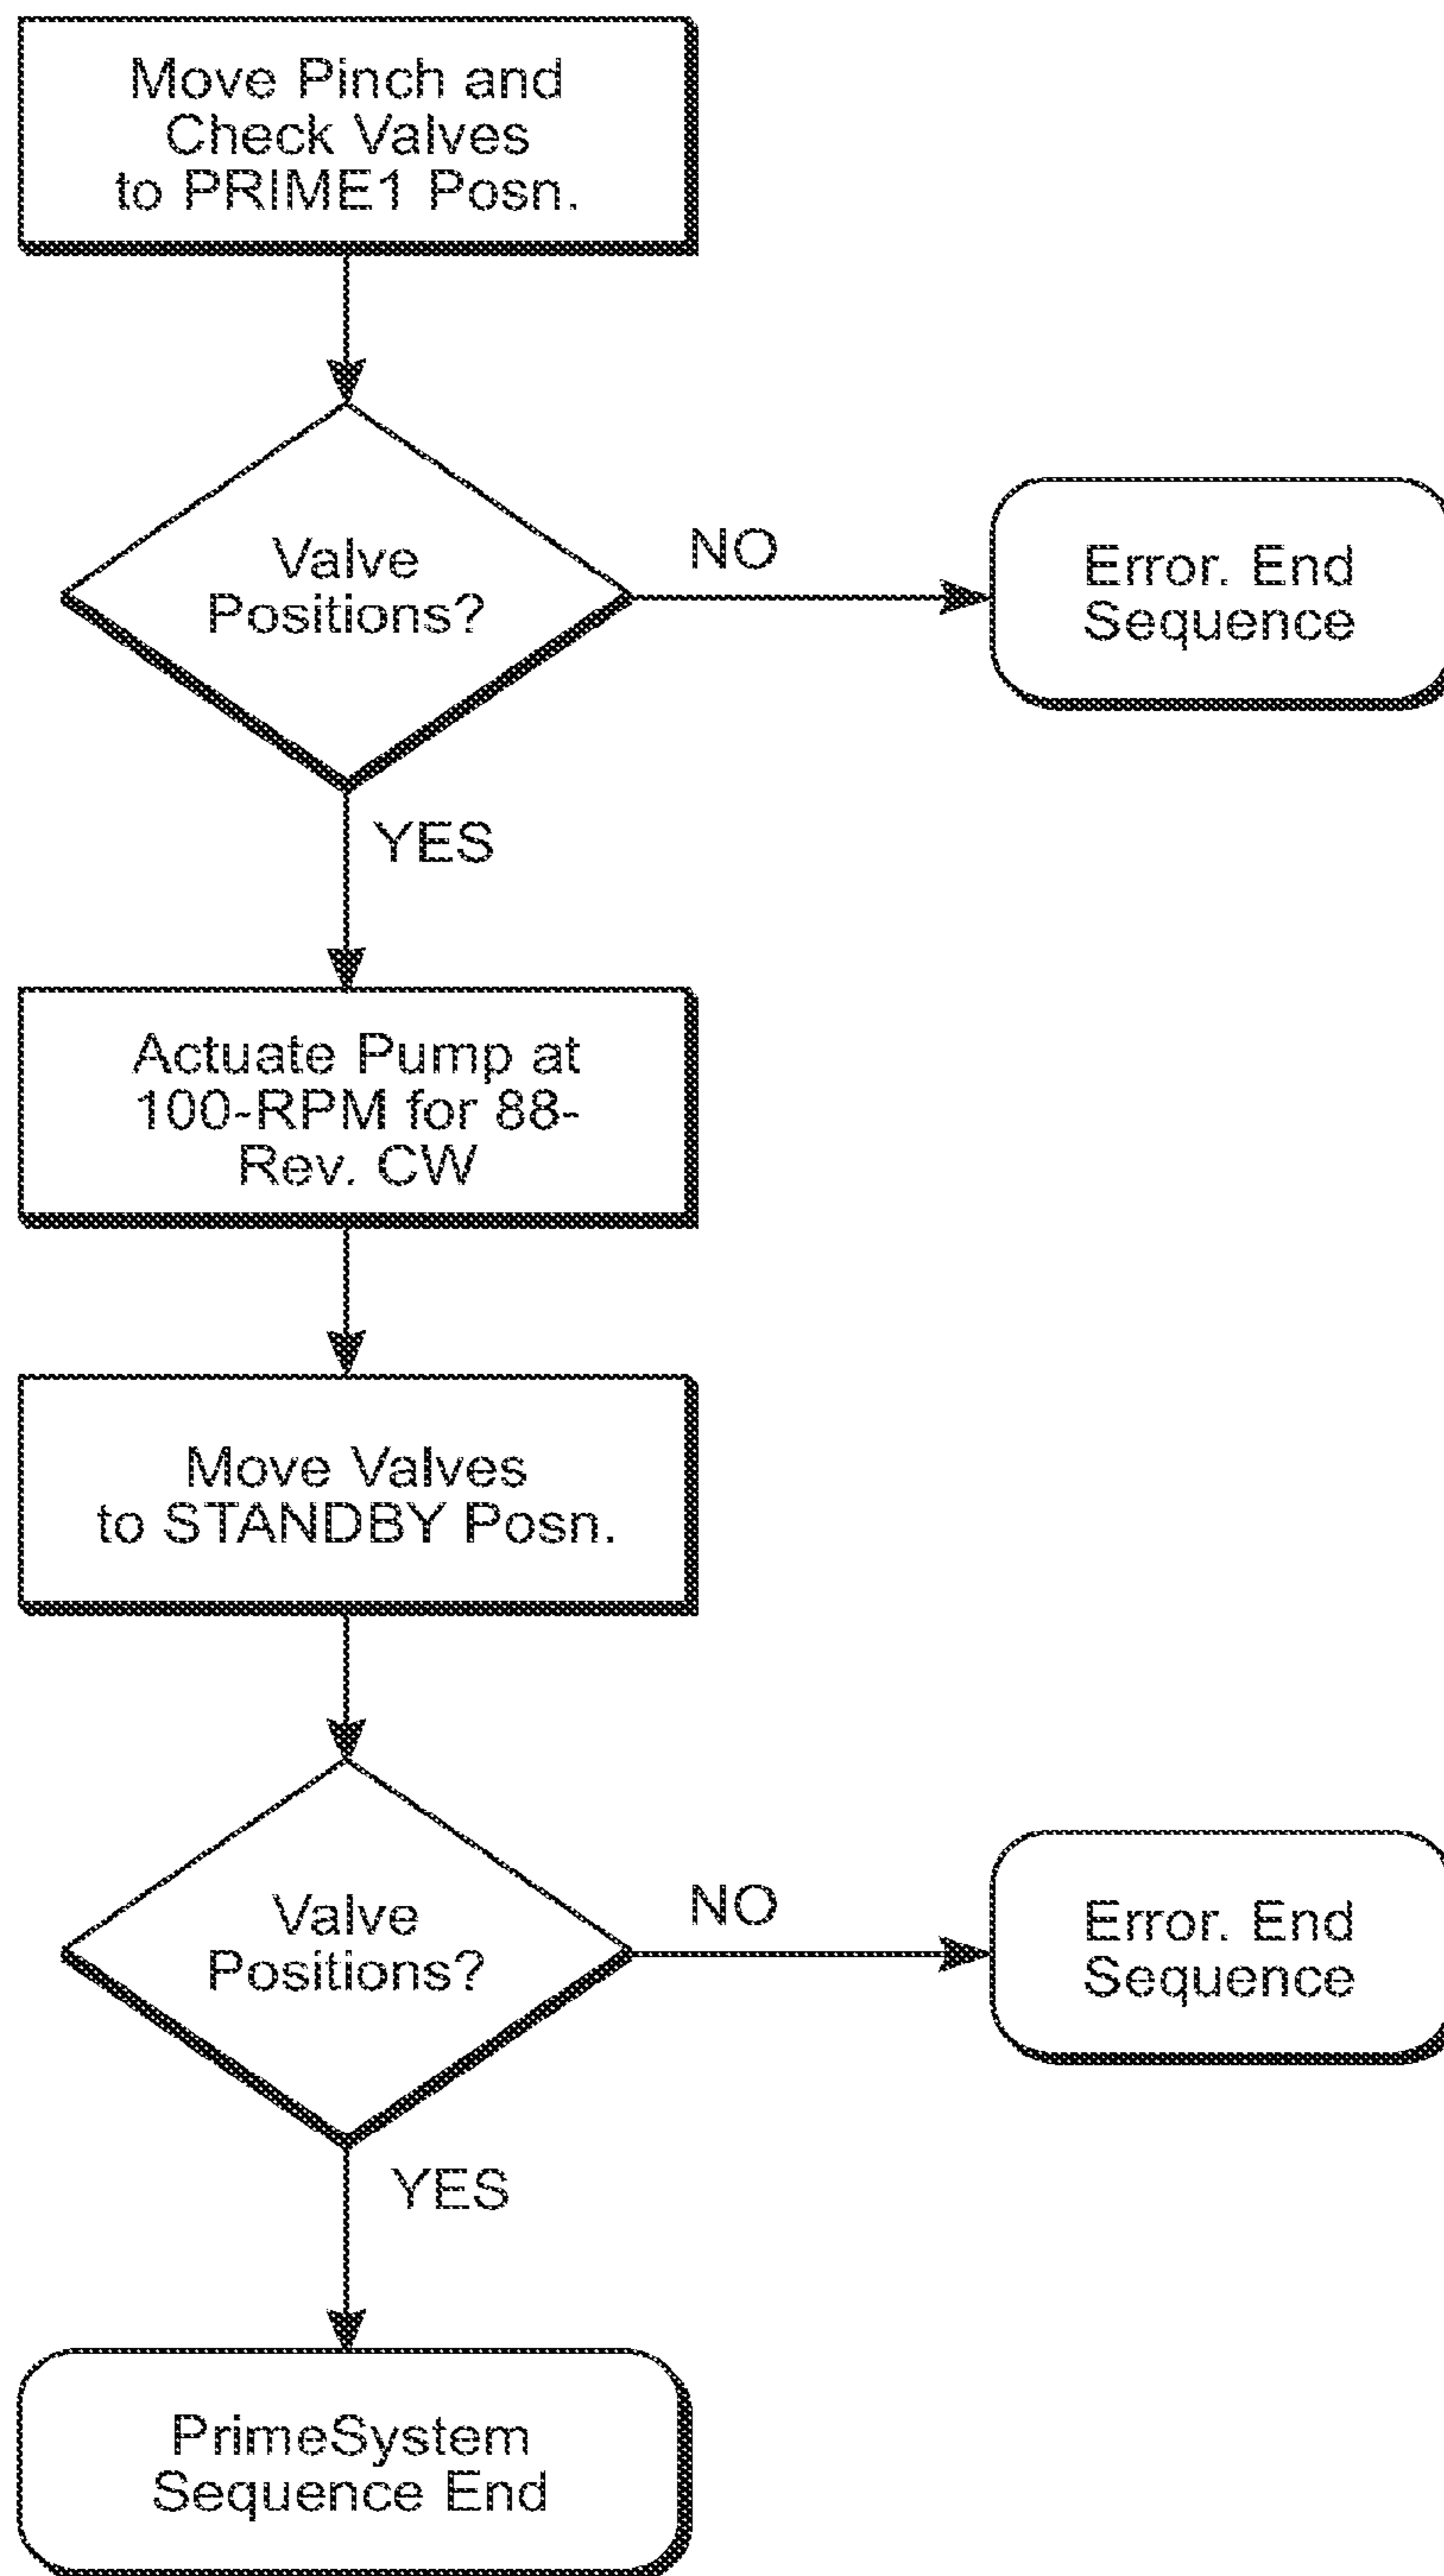 Move Pinch and
Check Valves
to PRIME1 Posn.
Valve
Positions?
NO
Error. End
Sequence
YES
Actuate Pump at
100-RPM for 88-
Rev. CW
Move Valves
to STANDBY Posn.
Valve
Positions?
NO
Error. End
Sequence
YES
PrimeSystem
Sequence End